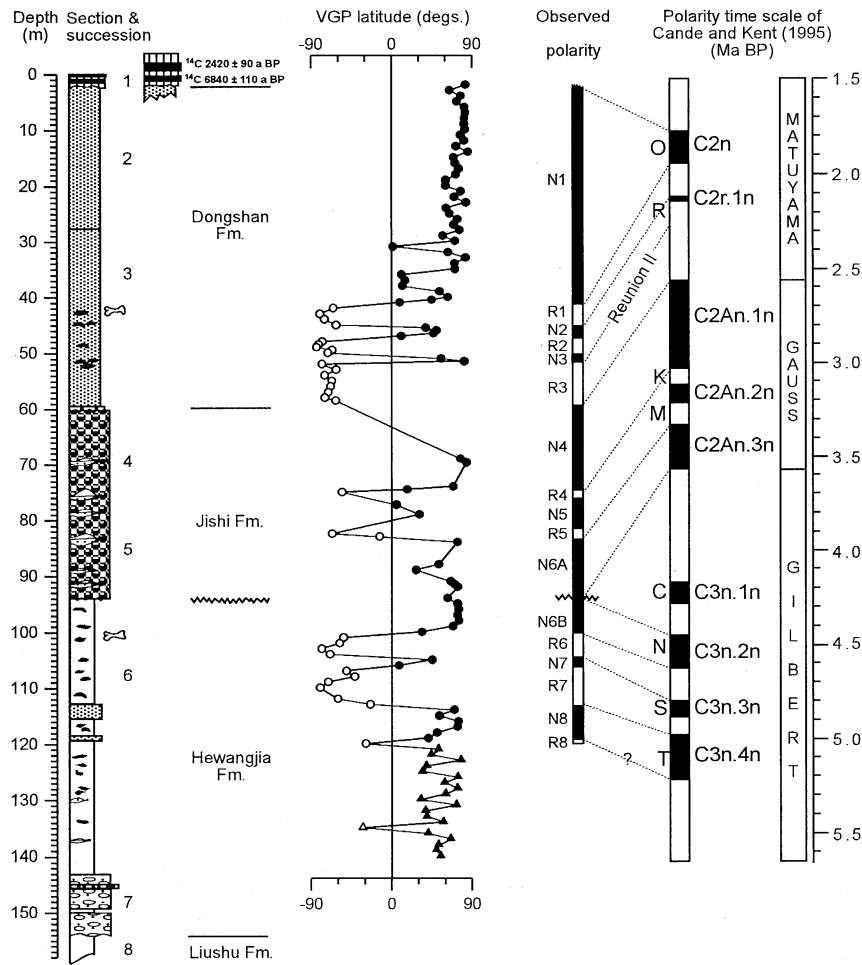 Depth (m)
Section & succession
VGP latitude (degs.)
Observed polarity
Polarity time scale of Cande and Kent (1995) (Ma BP)
-90 0 90
¹⁴C 2420 ± 90 a BP
¹⁴C 6840 ± 110 a BP
0
10
20
30
40
50
60
70
80
90
100
110
120
130
140
150
1
2
3
4
5
6
7
8
Dongshan Fm.
Jishi Fm.
Hewangjia Fm.
Liushu Fm.
-90 0 90
N1
R1
N2
R2
N3
R3
N4
R4
N5
R5
N6A
N6B
R6
N7
R7
N8
R8
Reunion II
?
O
R
K
M
C
N
S
T
C2n
C2r.1n
C2An.1n
C2An.2n
C2An.3n
C3n.1n
C3n.2n
C3n.3n
C3n.4n
MATUYAMA
GAUSS
GILBERT
1.5
2.0
2.5
3.0
3.5
4.0
4.5
5.0
5.5